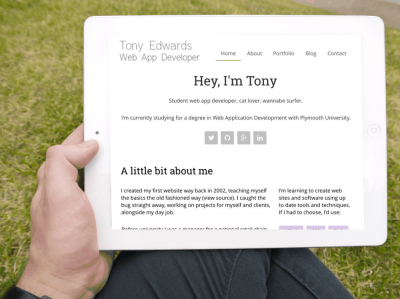 Tony Edwards
Web App Developer
Home About Portfolio Blog Contact
Hey, I'm Tony
Student web app developer, cat lover, wannabe surfer.
I'm currently studying for a degree in Web Application Development with Plymouth University.
A little bit about me
I created my first website way back in 2002, teaching myself
the basics the old fashioned way (view source). I caught the
bug straight away, working on projects for myself and clients,
alongside my day job.
Before university I was a manager for a national retail chain
I'm learning to create web
sites and software using up
to date tools and techniques.
If I had to choose, I'd use: